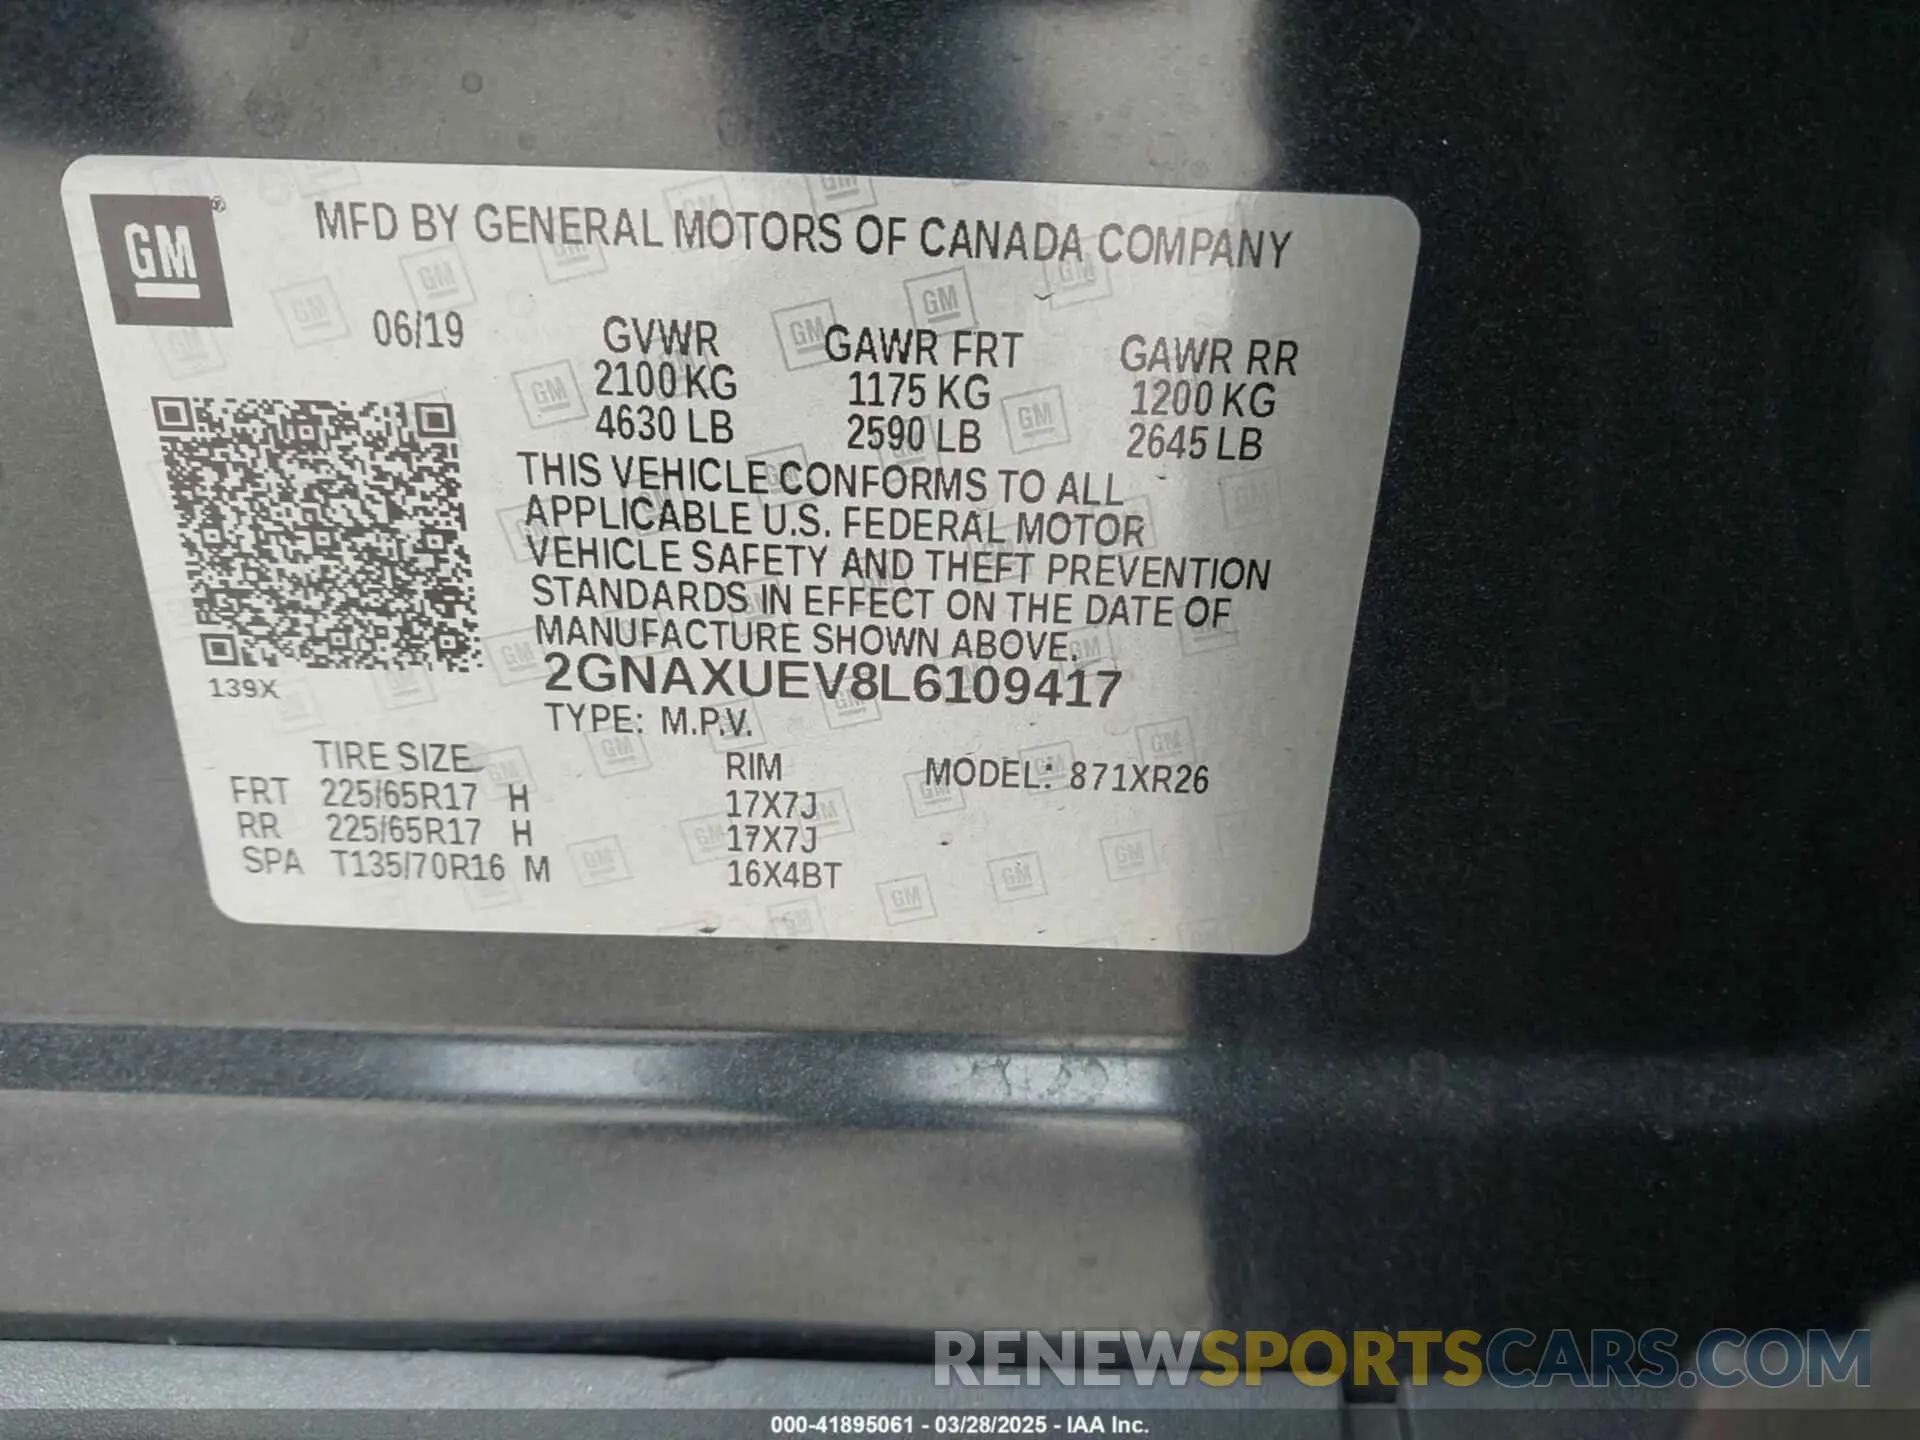 GM®
MFD BY GENERAL MOTORS OF CANADA COMPANY
06/19
GVWR GAWR FRT GAWR RR
2100 KG 1175 KG 1200 KG
4630 LB 2590 LB 2645 LB
THIS VEHICLE CONFORMS TO ALL
APPLICABLE U.S. FEDERAL MOTOR
VEHICLE SAFETY AND THEFT PREVENTION
STANDARDS IN EFFECT ON THE DATE OF
MANUFACTURE SHOWN ABOVE.
139X
2GNAXUEV8L6109417
TYPE: M.P.V.
TIRE SIZE RIM MODEL: 871XR26
FRT 225/65R17 H 17X7J
RR 225/65R17 H 17X7J
SPA T135/70R16 M 16X4BT
RENEWSPORTSCARS.COM
000-41895061 - 03/28/2025 - IAA Inc.